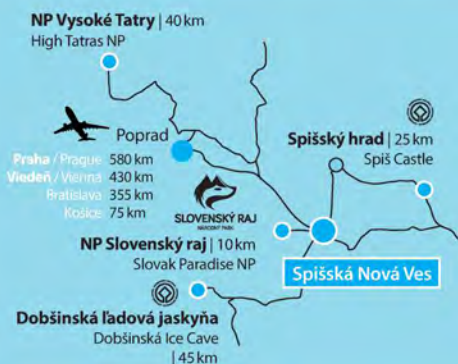 NP Vysoké Tatry | 40 km
High Tatras NP
Poprad
Praha / Prague 580 km
Viedeň / Vienna 430 km
Bratislava 355 km
Košice 75 km
Spišský hrad | 25 km
Spiš Castle
SLOVENSKÝ RAJ
NÁRODNÝ PARK
NP Slovenský raj | 10 km
Slovak Paradise NP
Spišská Nová Ves
Dobšinská ľadová jaskyňa
Dobšinská Ice Cave
| 45 km